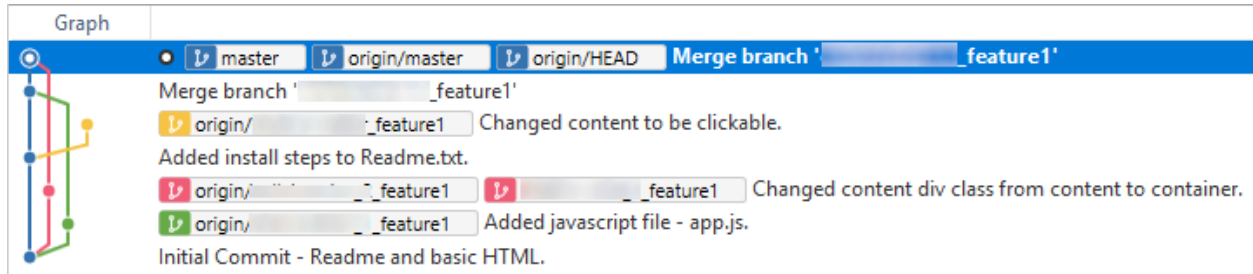 Graph
master origin/master origin/HEAD Merge branch ' _feature1'
Merge branch ' _feature1'
origin/ _feature1 Changed content to be clickable.
Added install steps to Readme.txt.
origin/ _feature1 _feature1 Changed content div class from content to container.
origin/ _feature1 Added javascript file - app.js.
Initial Commit - Readme and basic HTML.